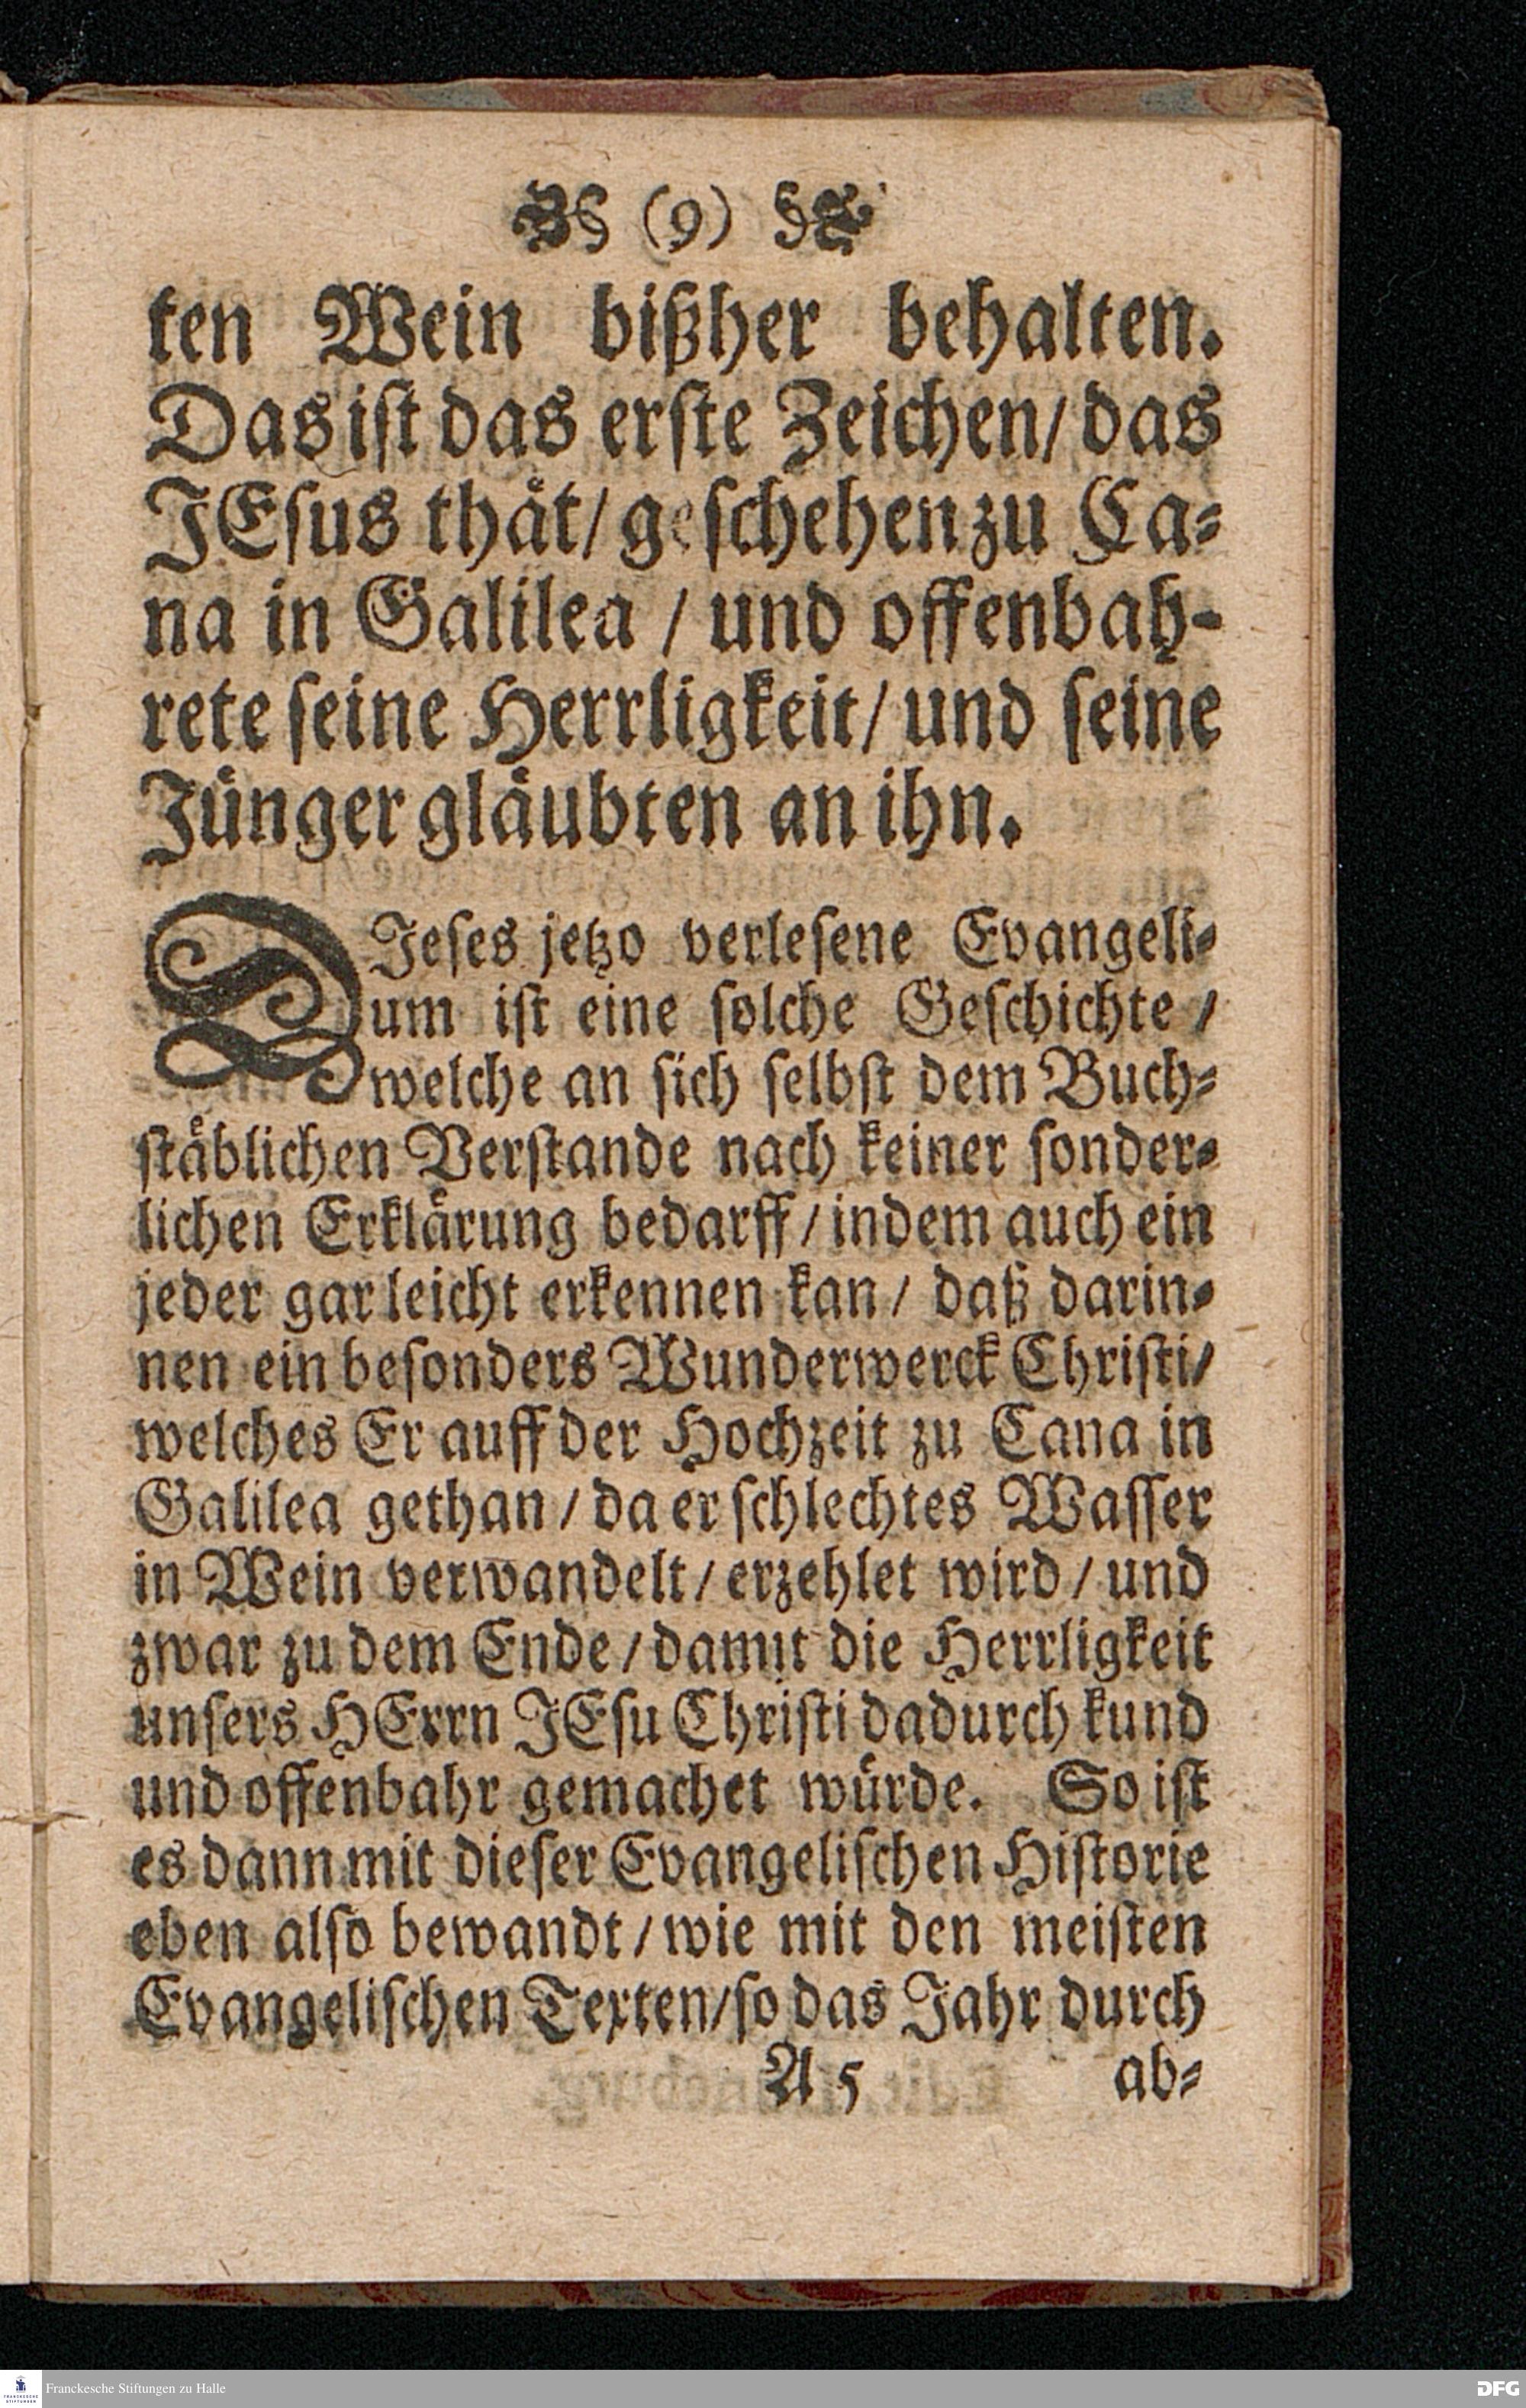 (9)
ten Wein bißher behalten.
Das ist das erste Zeichen/ das
JEsus thät/ geschehen zu Ca-
na in Galilea / und offenbah-
rete seine Herrligkeit/ und seine
Jünger gläubten an ihn.
DIeses jetzo verlesene Evangeli-
um ist eine solche Geschichte /
welche an sich selbst dem Buch-
stäblichen Verstande nach keiner sonder-
lichen Erklärung bedarff / indem auch ein
jeder gar leicht erkennen kan / daß darin-
nen ein besonders Wunderwerck Christi/
welches Er auff der Hochzeit zu Cana in
Galilea gethan / da er schlechtes Wasser
in Wein verwandelt / erzehlet wird / und
zwar zu dem Ende / damit die Herrligkeit
unsers HErrn JEsu Christi dadurch kund
und offenbahr gemachet würde. So ist
es dann mit dieser Evangelischen Historie
eben also bewandt / wie mit den meisten
Evangelischen Texten/ so das Jahr durch
A 5 ab-
Franckesche Stiftungen zu Halle
DFG